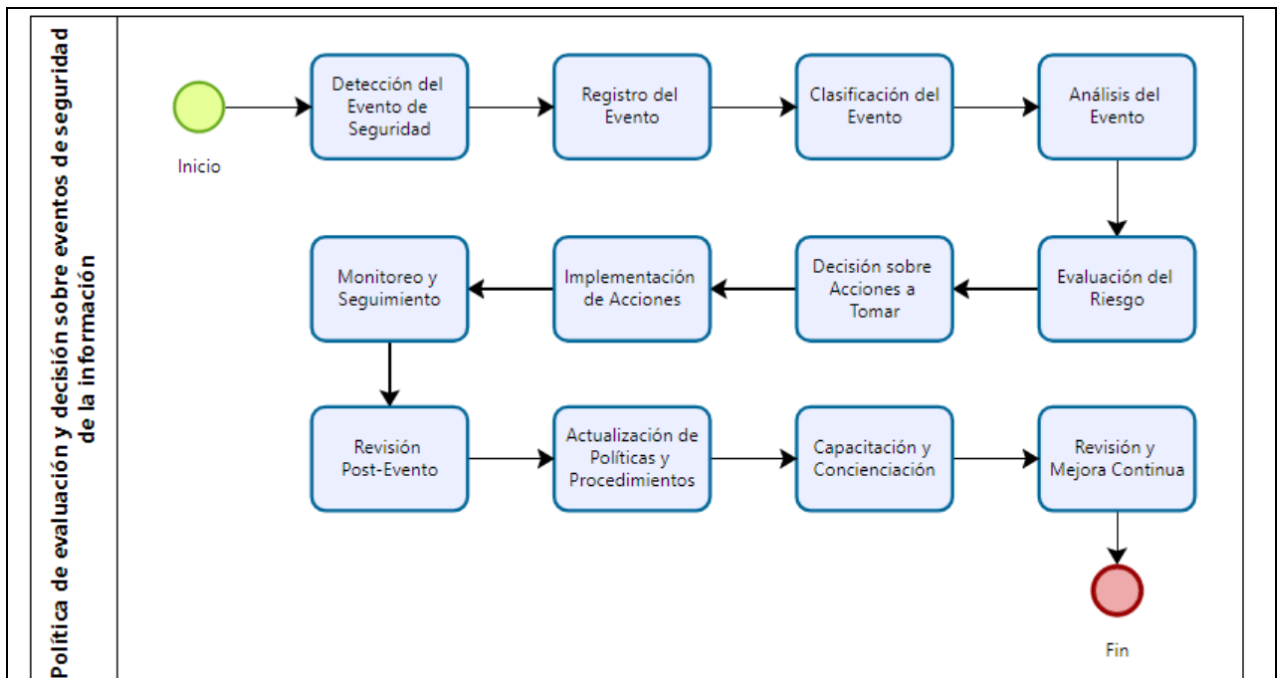 Política de evaluación y decisión sobre eventos de seguridad
de la información
Inicio
Detección del
Evento de
Seguridad
Registro del
Evento
Clasificación del
Evento
Análisis del
Evento
Evaluación del
Riesgo
Decisión sobre
Acciones a
Tomar
Implementación
de Acciones
Monitoreo y
Seguimiento
Revisión
Post-Evento
Actualización de
Políticas y
Procedimientos
Capacitación y
Concienciación
Revisión y
Mejora Continua
Fin